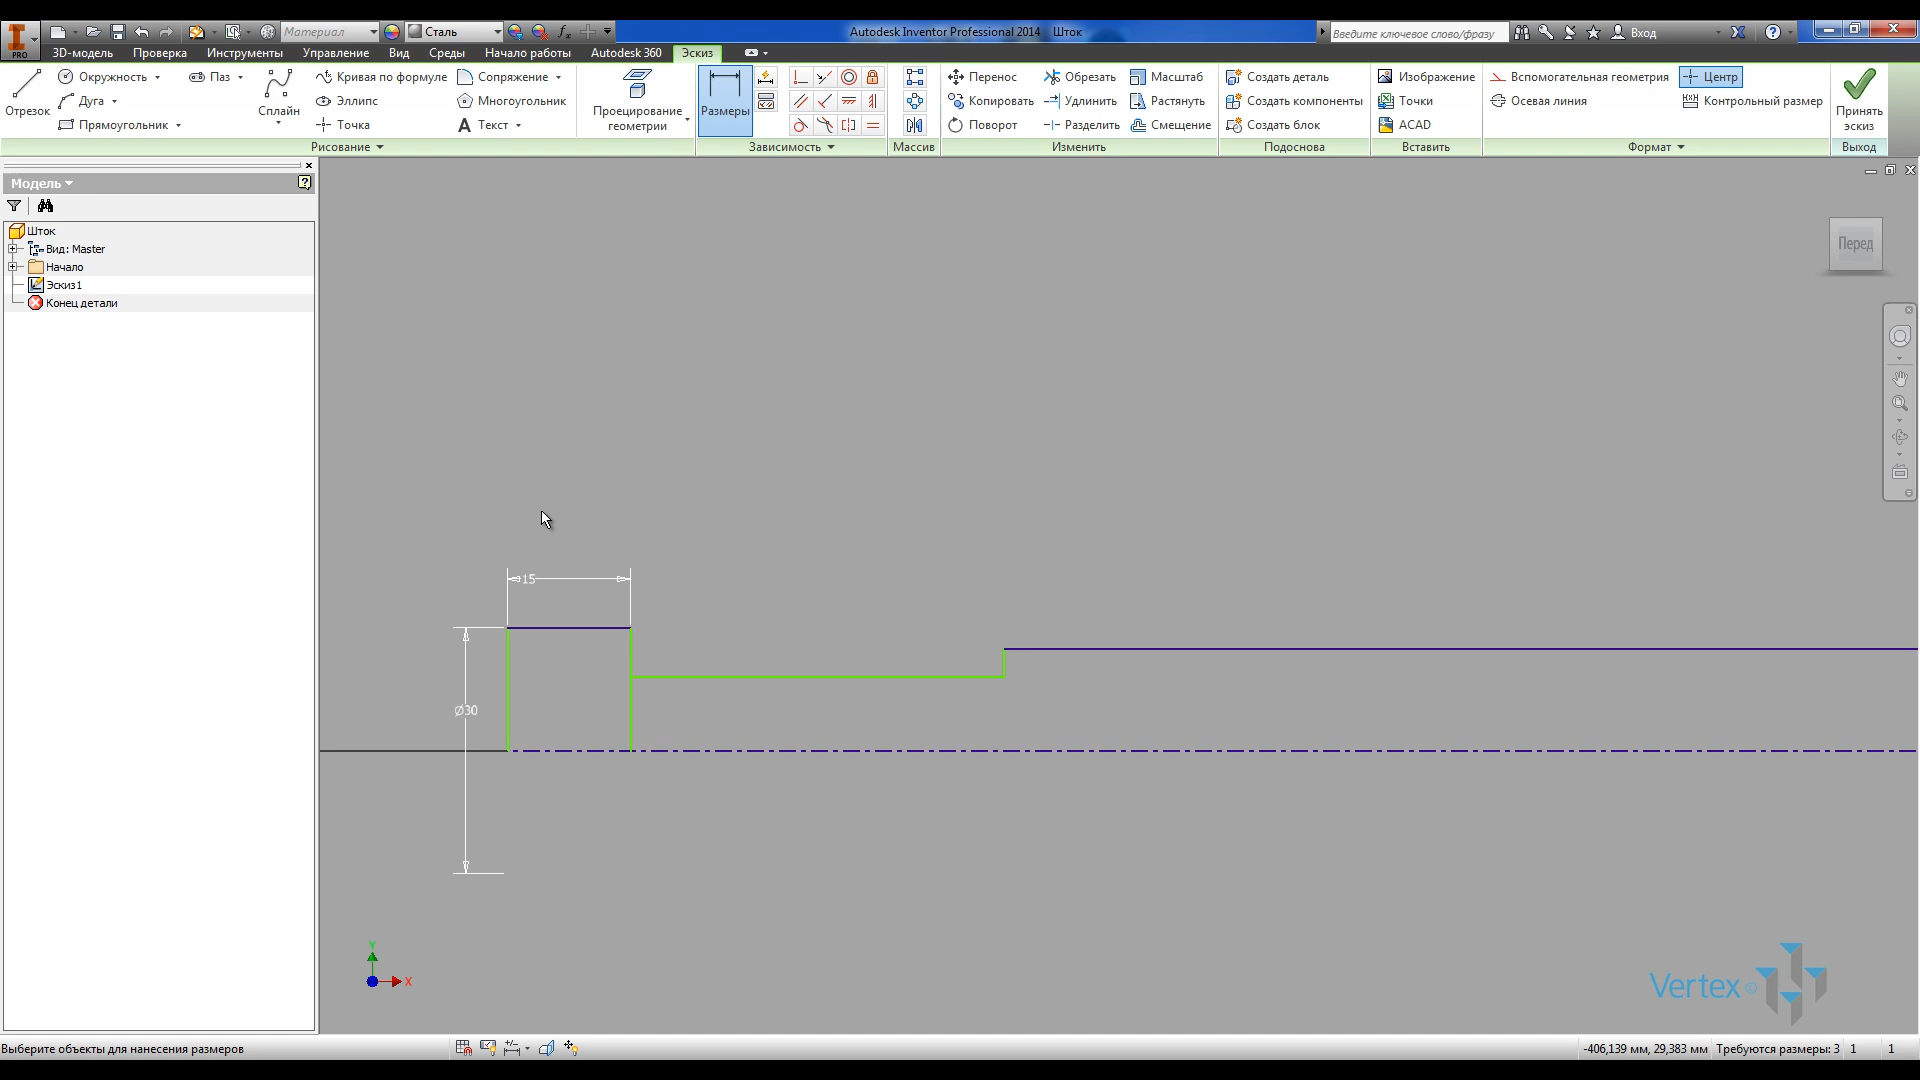 Материал
Сталь
Autodesk Inventor Professional 2014 Шток
Введите ключевое слово/фразу
Вход
PRO
3D-модель Проверка Инструменты Управление Вид Среды Начало работы Autodesk 360 Эскиз
Отрезок
Окружность
Дуга
Прямоугольник
Паз
Сплайн
Кривая по формуле
Эллипс
Точка
Сопряжение
Многоугольник
Текст
Проецирование
геометрии
Размеры
Перенос
Копировать
Поворот
Обрезать
Удлинить
Разделить
Масштаб
Растянуть
Смещение
Создать деталь
Создать компоненты
Создать блок
Изображение
Точки
ACAD
Вспомогательная геометрия
Осевая линия
Центр
Контрольный размер
Принять
эскиз
Рисование Зависимость Массив Изменить Подоснова Вставить Формат Выход
Модель
Шток
Вид: Master
Начало
Эскиз1
Конец детали
Перед
15
Ø30
Y
X
Vertex
Выберите объекты для нанесения размеров
-406,139 мм, 29,383 мм Требуются размеры: 3 1 1